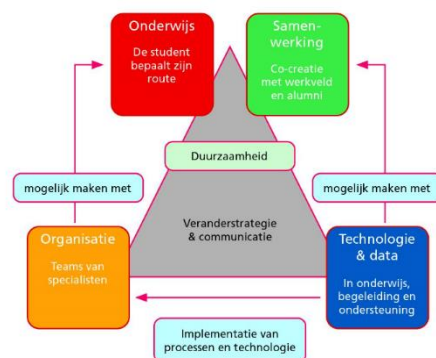 Onderwijs
De student
bepaalt zijn
route
Samen-
werking
Co-creatie
met werkveld
en alumni
Duurzaamheid
mogelijk maken met
mogelijk maken met
Veranderstrategie
& communicatie
Organisatie
Teams van
specialisten
Technologie
& data
In onderwijs,
begeleiding en
ondersteuning
Implementatie van
processen en technologie